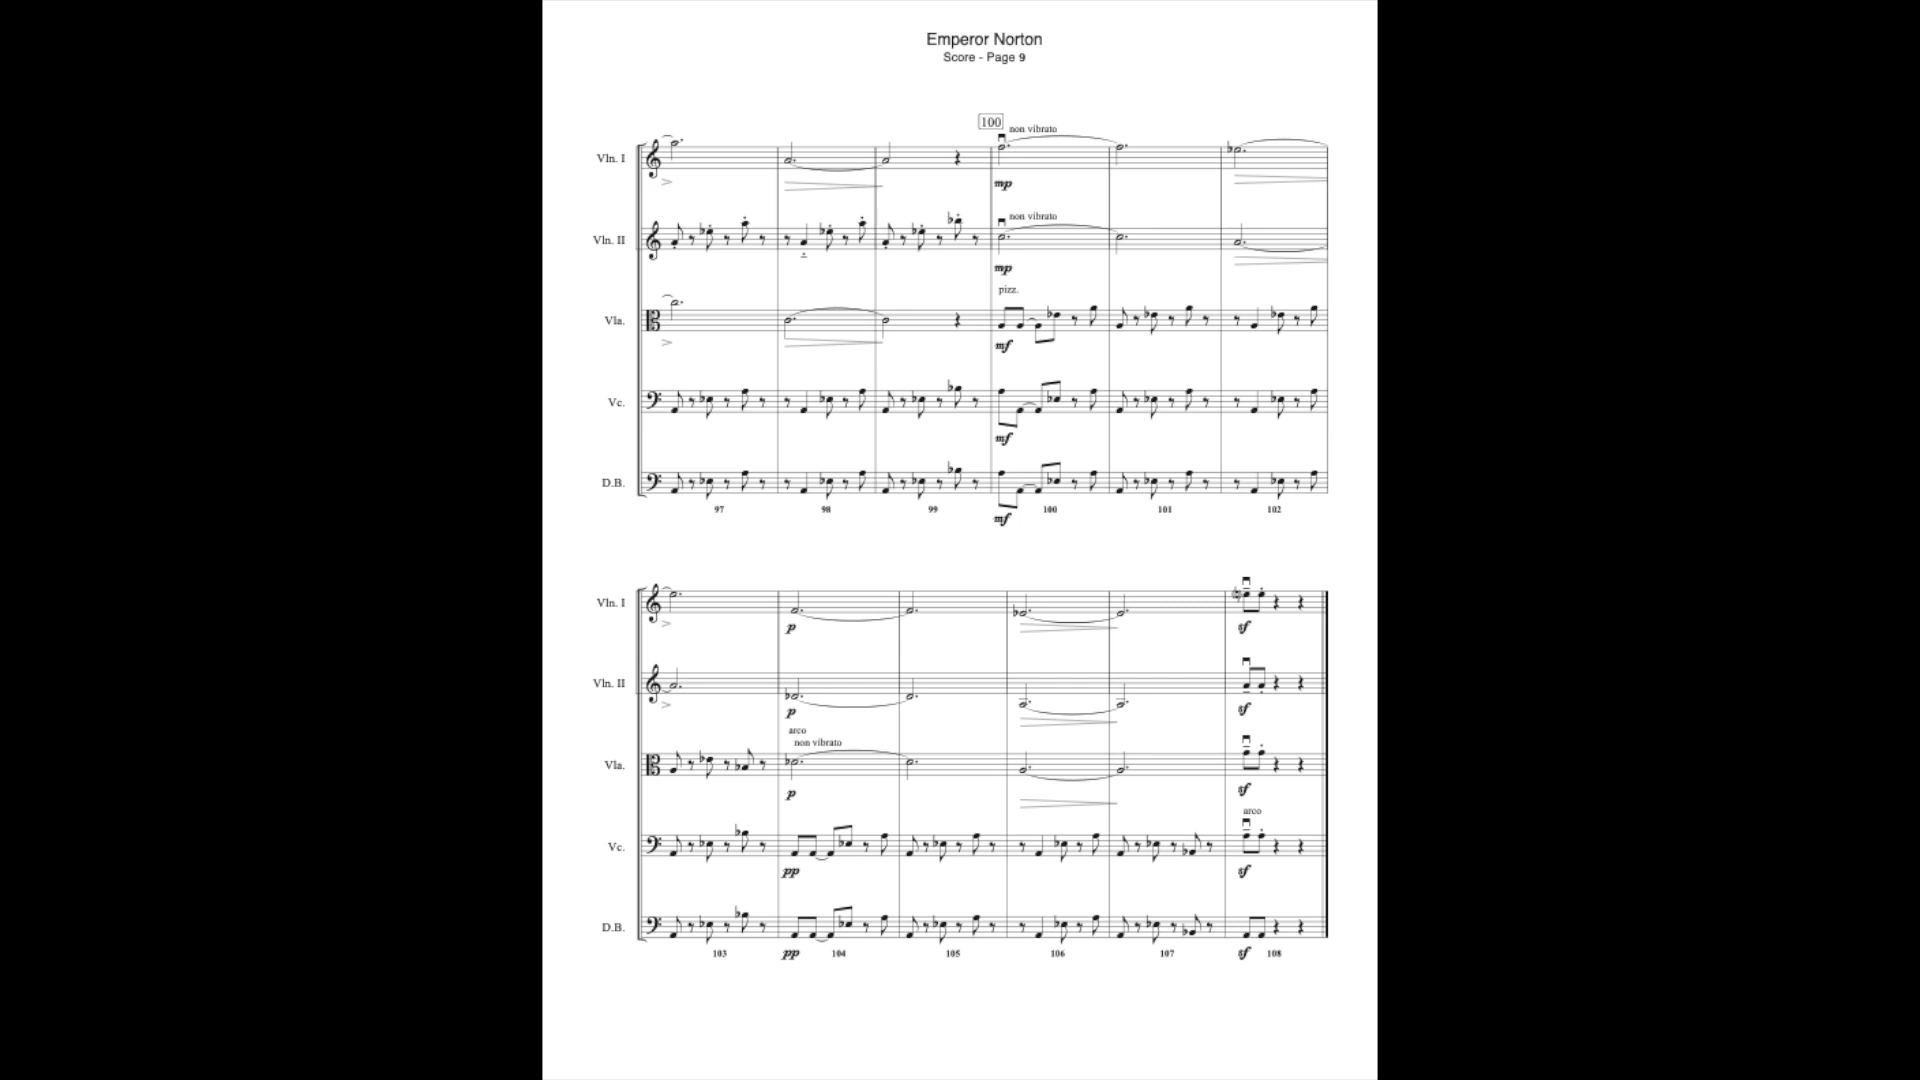 Emperor Norton
Score - Page 9
100
non vibrato
Vln. I
mp
non vibrato
Vln. II
mp
pizz.
Vla.
mf
Vc.
mf
D.B.
mf
97 98 99 100 101 102
Vln. I
p
sf
Vln. II
p
sf
arco
non vibrato
Vla.
p
sf
arco
Vc.
pp
sf
D.B.
pp
sf
103 104 105 106 107 108